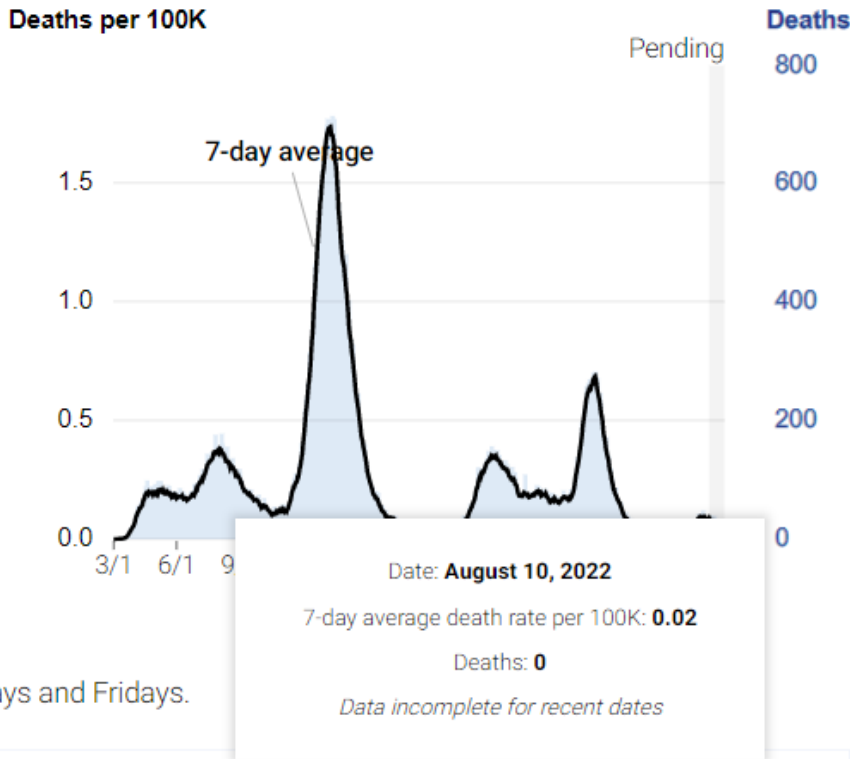 Deaths per 100K
Deaths
Pending
800
7-day average
1.5
600
1.0
400
0.5
200
0.0
0
3/1
6/1
Date: August 10, 2022
7-day average death rate per 100K: 0.02
Deaths: 0
and Fridays.
Data incomplete for recent dates